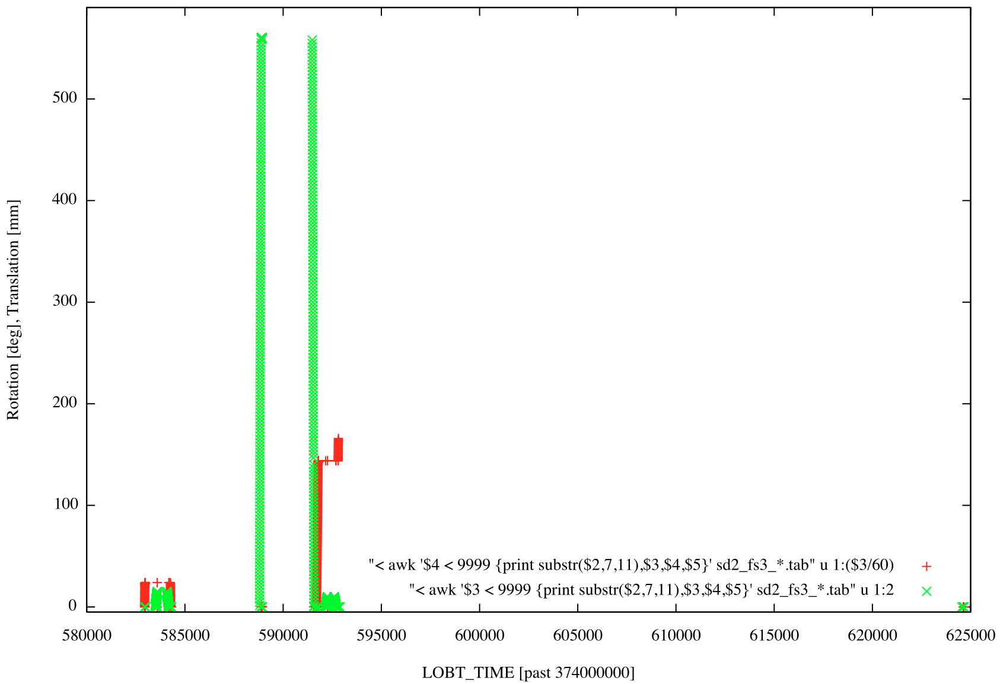 500
400
300
200
100
0
Rotation [deg], Translation [mm]
"< awk '$4 < 9999 {print substr($2,7,11),$3,$4,$5}' sd2_fs3_*.tab" u 1:($3/60)
"< awk '$3 < 9999 {print substr($2,7,11),$3,$4,$5}' sd2_fs3_*.tab" u 1:2
580000 585000 590000 595000 600000 605000 610000 615000 620000 625000
LOBT_TIME [past 374000000]